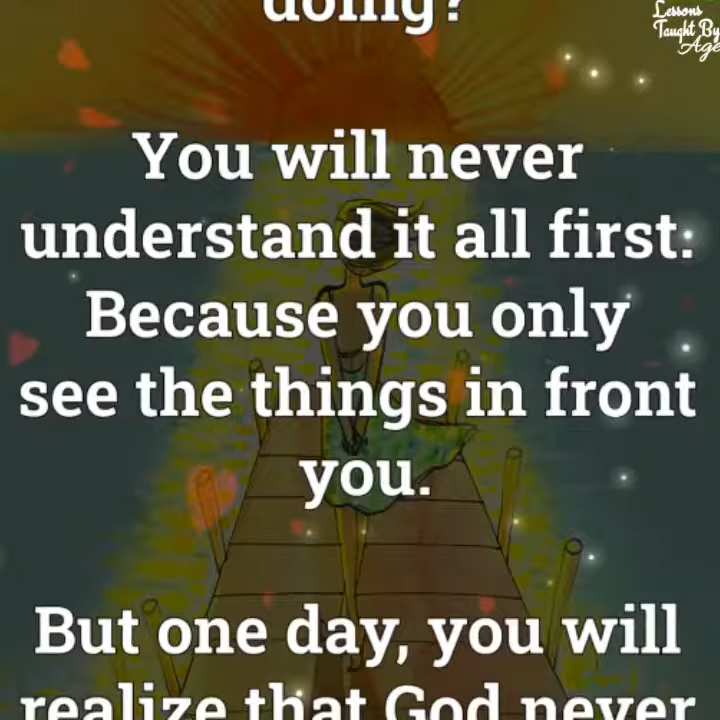 doing?
Lessons
Taught By
Age
You will never
understand it all first:
Because you only
see the things in front
you.
But one day, you will
realize that God never